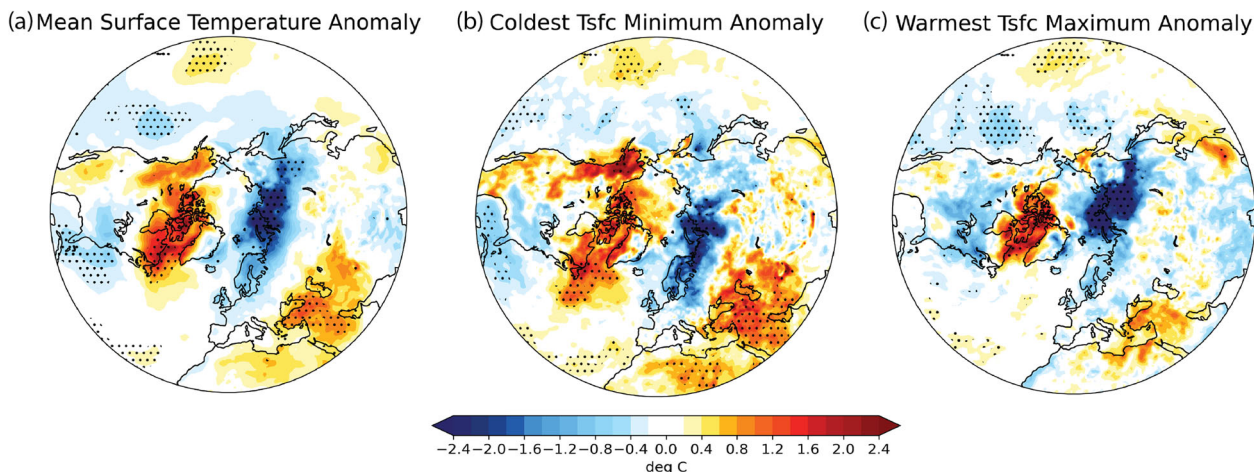 (a) Mean Surface Temperature Anomaly
(b) Coldest Tsfc Minimum Anomaly
(c) Warmest Tsfc Maximum Anomaly
−2.4 −2.0 −1.6 −1.2 −0.8 −0.4 0.0 0.4 0.8 1.2 1.6 2.0 2.4
deg C